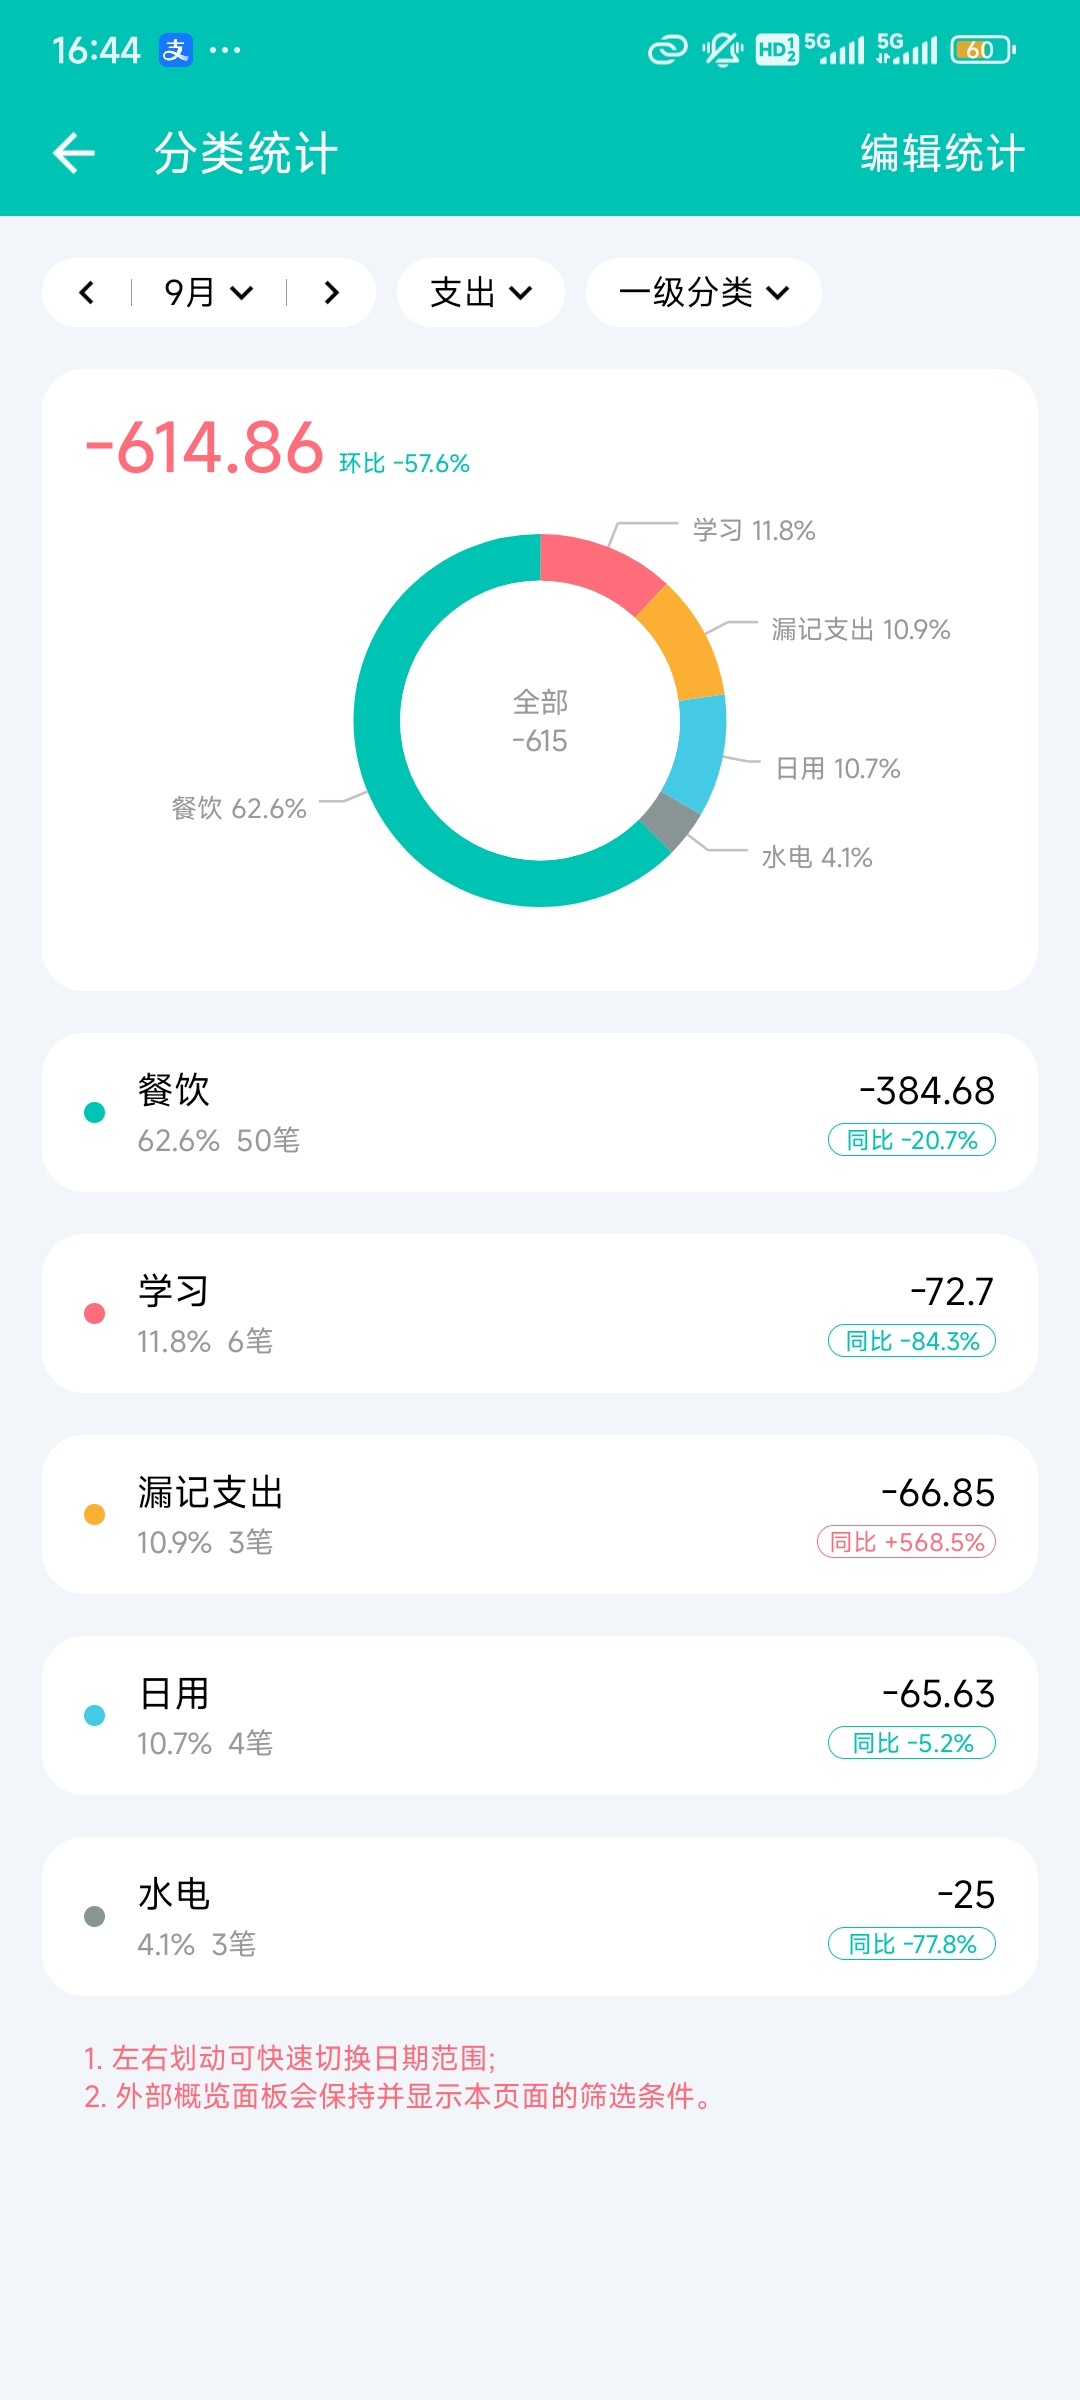 16:44 支 ... HD 1 2 5G 5G 60
分类统计 编辑统计
9月 支出 一级分类
-614.86 环比 -57.6%
学习 11.8%
漏记支出 10.9%
全部
-615
日用 10.7%
餐饮 62.6%
水电 4.1%
餐饮 -384.68
62.6% 50笔 同比 -20.7%
学习 -72.7
11.8% 6笔 同比 -84.3%
漏记支出 -66.85
10.9% 3笔 同比 +568.5%
日用 -65.63
10.7% 4笔 同比 -5.2%
水电 -25
4.1% 3笔 同比 -77.8%
1. 左右划动可快速切换日期范围;
2. 外部概览面板会保持并显示本页面的筛选条件。